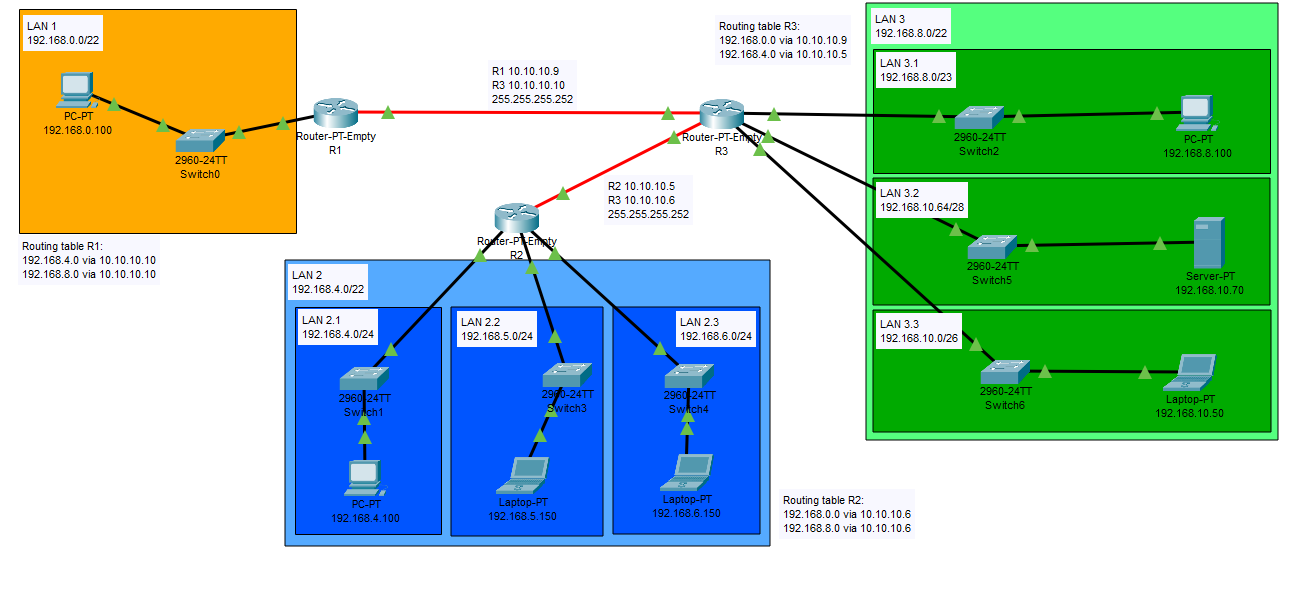 LAN 1
192.168.0.0/22
PC-PT
192.168.0.100
2960-24TT
Switch0
Router-PT-Empty
R1
Routing table R1:
192.168.4.0 via 10.10.10.10
192.168.8.0 via 10.10.10.10
R1 10.10.10.9
R3 10.10.10.10
255.255.255.252
Routing table R3:
192.168.0.0 via 10.10.10.9
192.168.4.0 via 10.10.10.5
Router-PT-Empty
R3
R2 10.10.10.5
R3 10.10.10.6
255.255.255.252
Router-PT-Empty
R2
LAN 2
192.168.4.0/22
LAN 2.1
192.168.4.0/24
2960-24TT
Switch1
PC-PT
192.168.4.100
LAN 2.2
192.168.5.0/24
2960-24TT
Switch3
Laptop-PT
192.168.5.150
LAN 2.3
192.168.6.0/24
2960-24TT
Switch4
Laptop-PT
192.168.6.150
LAN 3
192.168.8.0/22
LAN 3.1
192.168.8.0/23
2960-24TT
Switch2
PC-PT
192.168.8.100
LAN 3.2
192.168.10.64/28
2960-24TT
Switch5
Server-PT
192.168.10.70
LAN 3.3
192.168.10.0/26
2960-24TT
Switch6
Laptop-PT
192.168.10.50
Routing table R2:
192.168.0.0 via 10.10.10.6
192.168.8.0 via 10.10.10.6